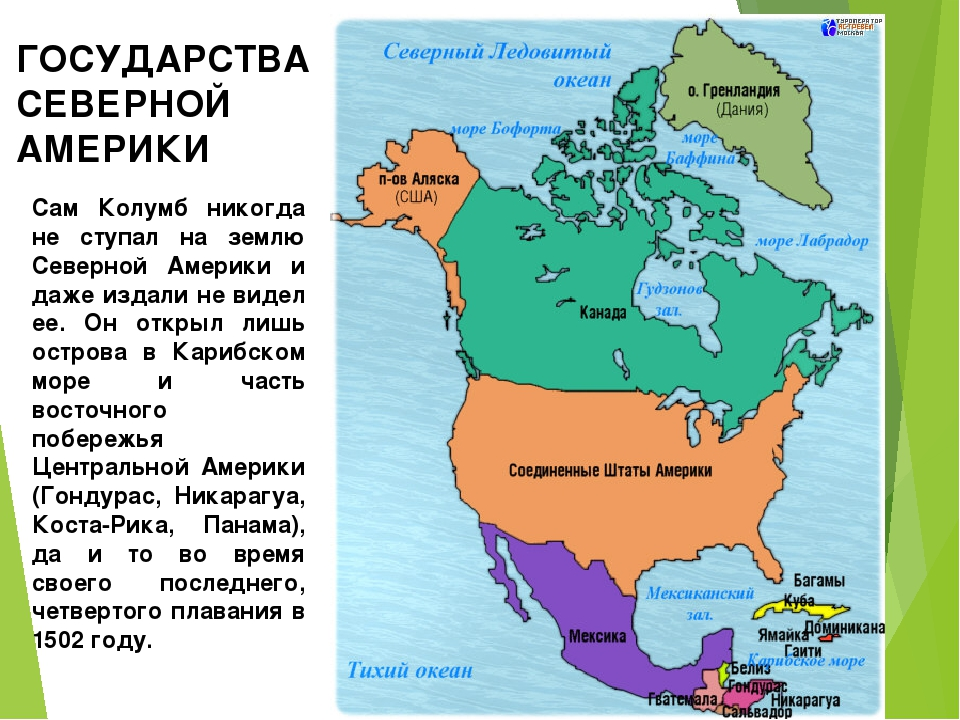 ГОСУДАРСТВА
СЕВЕРНОЙ
АМЕРИКИ
Сам Колумб никогда
не ступал на землю
Северной Америки и
даже издали не видел
ее. Он открыл лишь
острова в Карибском
море и часть
восточного
побережья
Центральной Америки
(Гондурас, Никарагуа,
Коста-Рика, Панама),
да и то во время
своего последнего,
четвертого плавания в
1502 году.
ТУРОПЕРАТОР
ЯСТРЕБЕЛ
МОСКВА
Северный Ледовитый
океан
о. Гренландия
(Дания)
море Бофорта
море
Баффина
п-ов Аляска
(США)
море Лабрадор
Гудзонов
зал.
Канада
Соединенные Штаты Америки
Мексиканский
зал.
Багамы
Куба
Доминикана
Ямайка
Гаити
Мексика
Карибское море
Тихий океан
Белиз
Гондурас
Гватемала
Никарагуа
Сальвадор